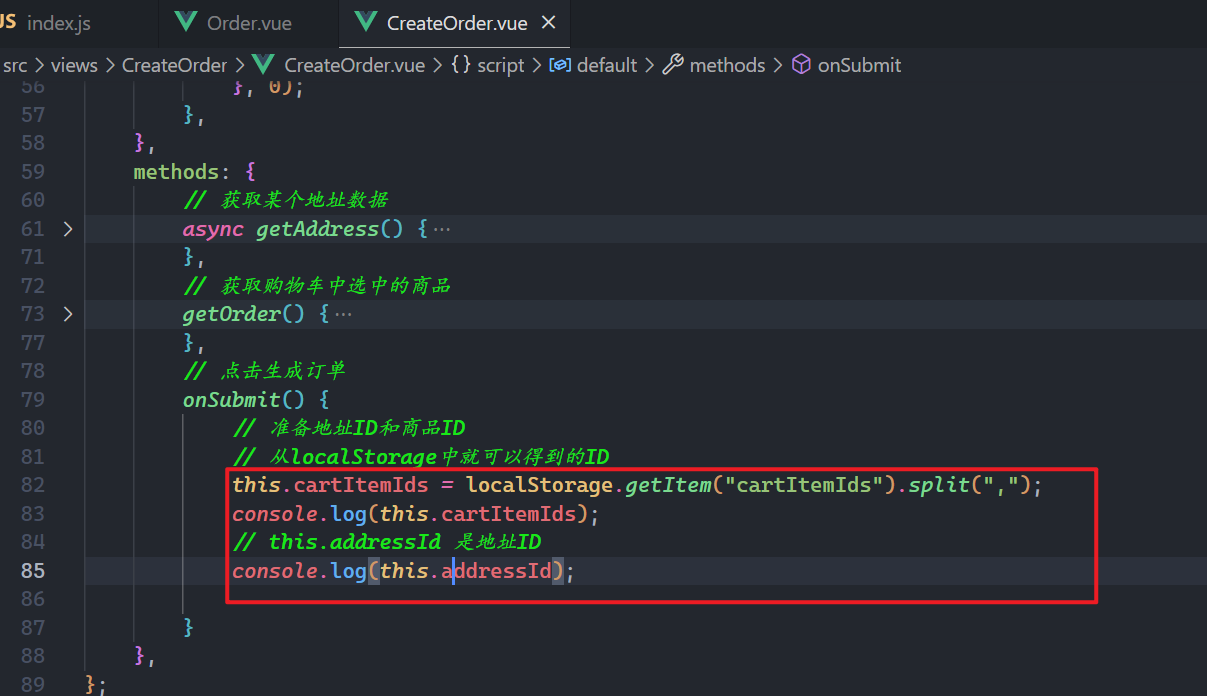 JS index.js
Order.vue
CreateOrder.vue
src > views > CreateOrder > CreateOrder.vue > {} script > default > methods > onSubmit
56 }, 0);
57 },
58 },
59 methods: {
60 // 获取某个地址数据
61 async getAddress() {···
71 },
72 // 获取购物车中选中的商品
73 getOrder() {···
77 },
78 // 点击生成订单
79 onSubmit() {
80 // 准备地址ID和商品ID
81 // 从localStorage中就可以得到的ID
82 this.cartItemIds = localStorage.getItem("cartItemIds").split(",");
83 console.log(this.cartItemIds);
84 // this.addressId 是地址ID
85 console.log(this.addressId);
86
87 }
88 },
89 };